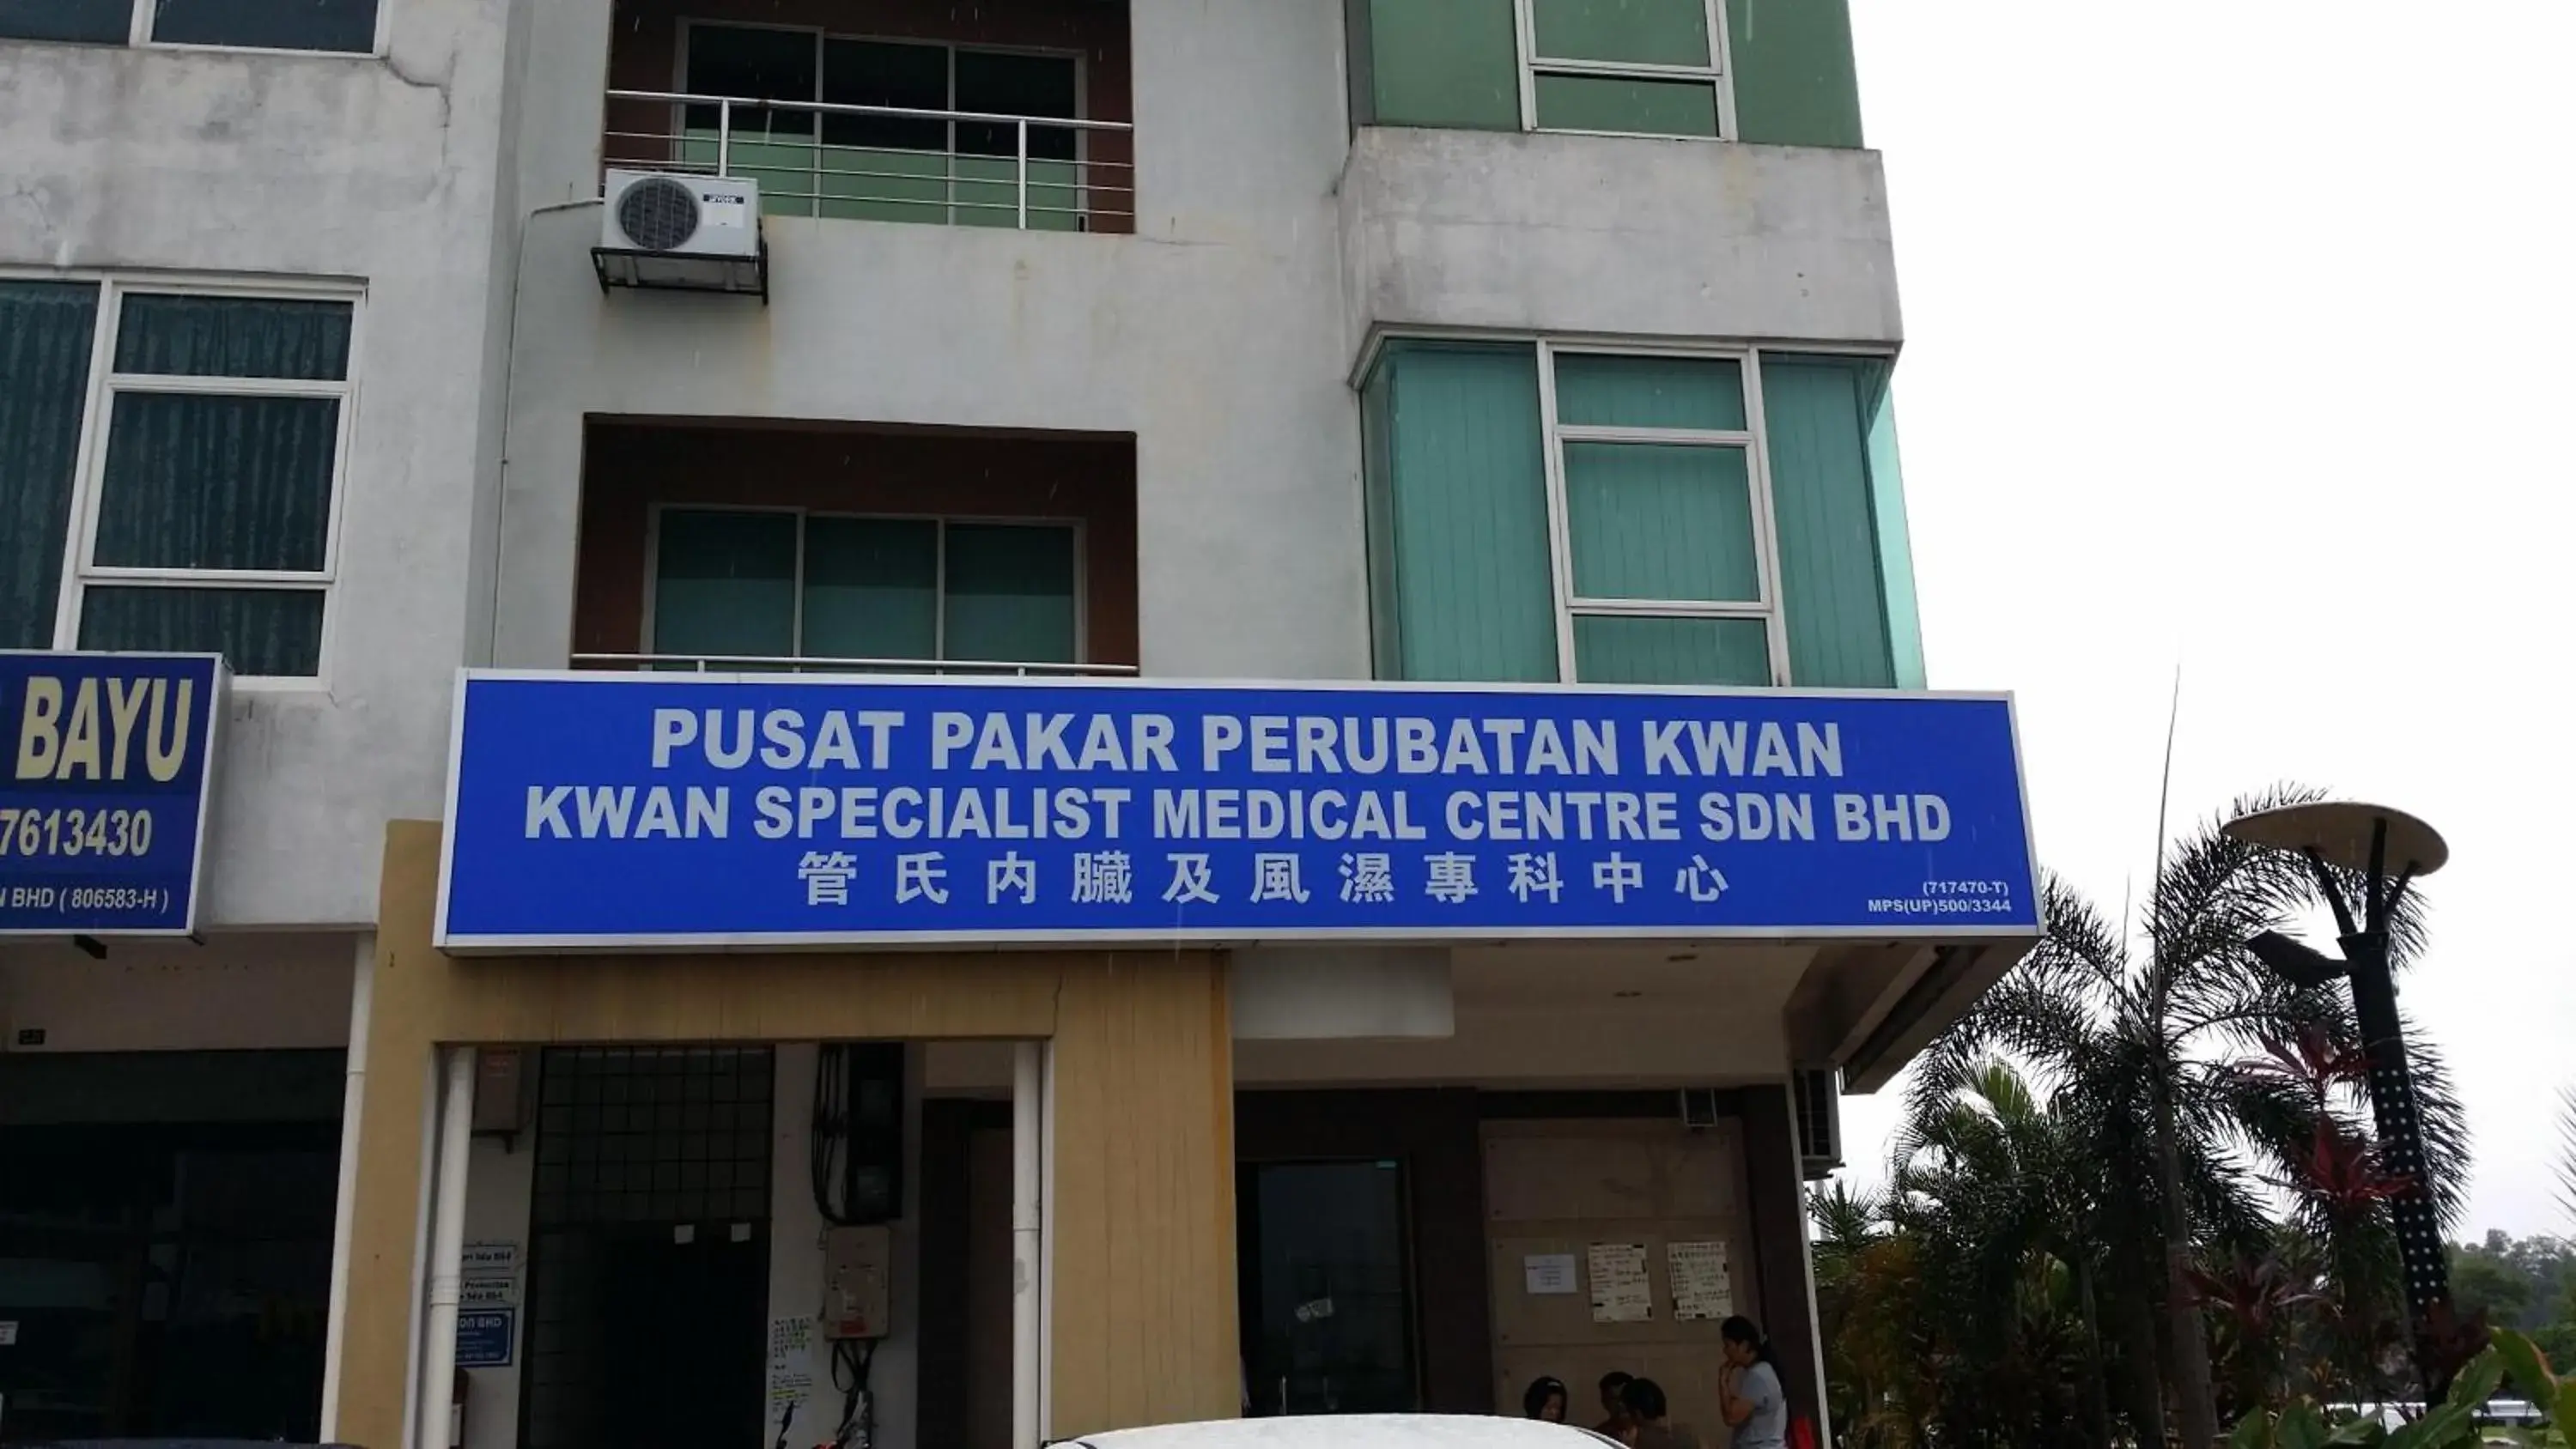 BAYU
7613430
BHD ( 806583-H )
PUSAT PAKAR PERUBATAN KWAN
KWAN SPECIALIST MEDICAL CENTRE SDN BHD
管氏内臟及風濕專科中心
(717470-T)
MPS(UP)500/3344
BHD